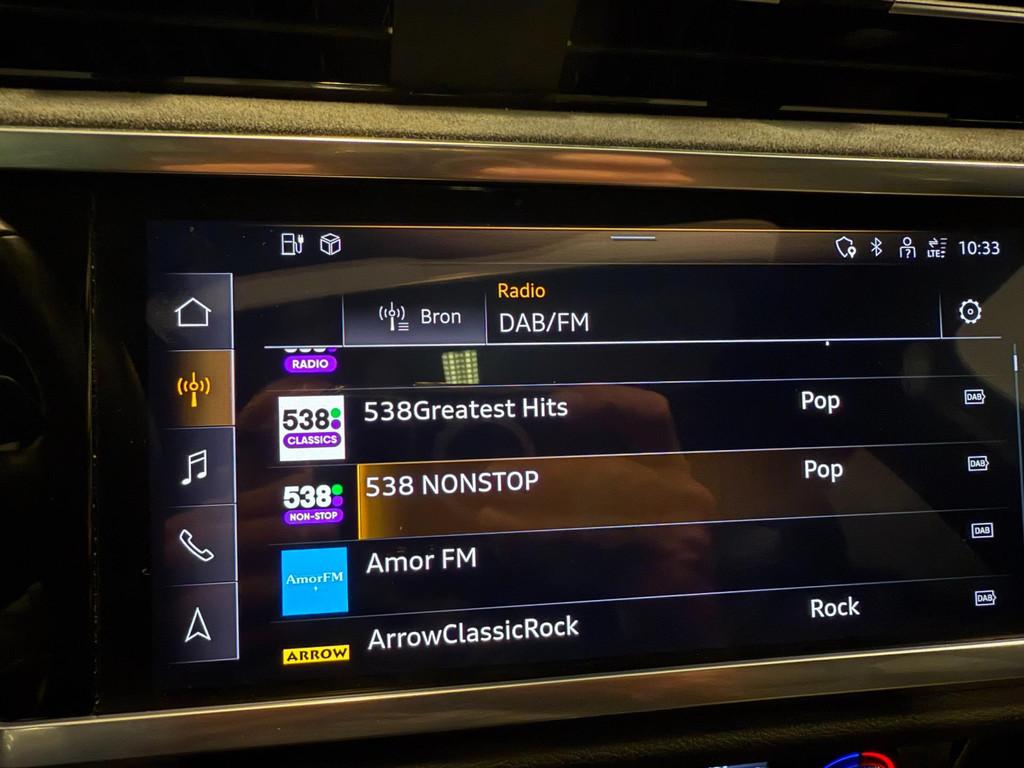 LTE
10:33
Radio
Bron
DAB/FM
RADIO
538
CLASSICS
538Greatest Hits
Pop
DAB
538
NON-STOP
538 NONSTOP
Pop
DAB
AmorFM
Amor FM
DAB
ARROW
ArrowClassicRock
Rock
DAB